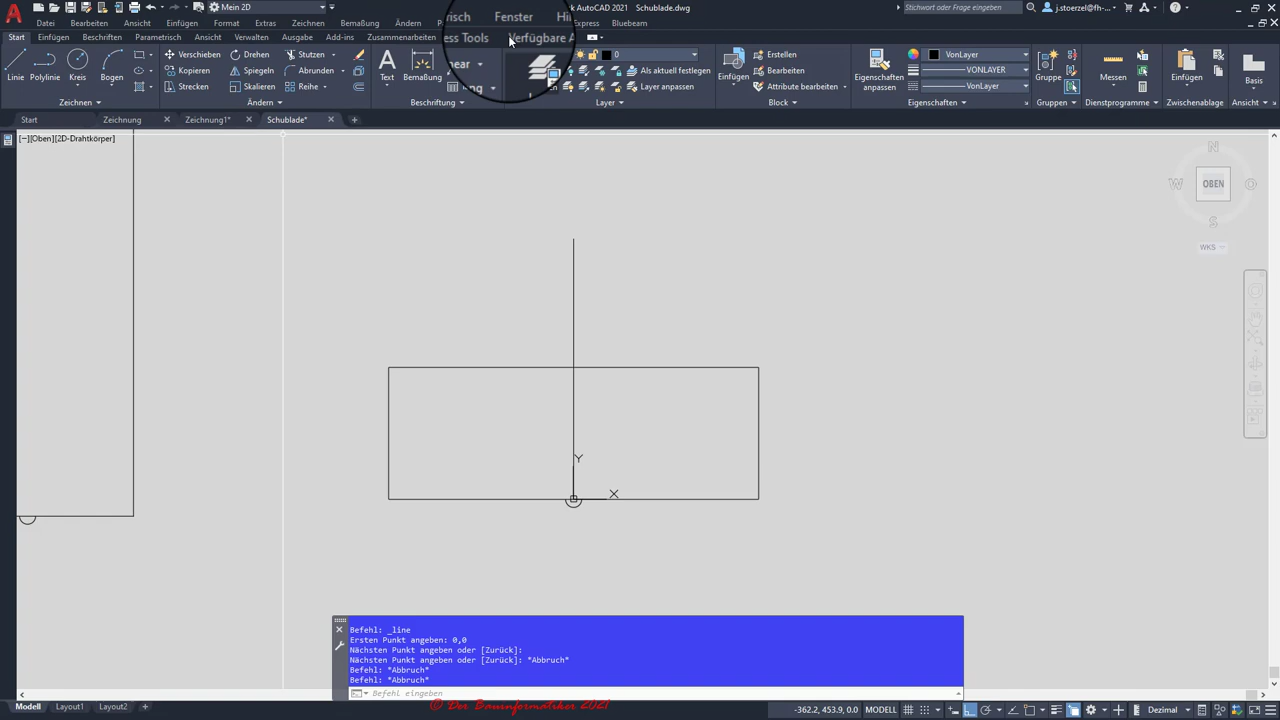 Mein 2D
AutoCAD 2021 Schublade.dwg
Stichwort oder Frage eingeben
j.stoerzel@fh-...
Datei Bearbeiten Ansicht Einfügen Format Extras Zeichnen Bemaßung Ändern
risch Fenster
Express Bluebeam
Start Einfügen Beschriften Parametrisch Ansicht Verwalten Ausgabe Add-ins Zusammenarbeiten
ess Tools Verfügbare A
Linie Polylinie Kreis Bogen
Verschieben Drehen Stutzen
Kopieren Spiegeln Abrunden
Strecken Skalieren Reihe
Text Bemaßung
near
0
Als aktuell festlegen
Layer anpassen
Einfügen
Erstellen
Bearbeiten
Attribute bearbeiten
Eigenschaften anpassen
VonLayer
VONLAYER
VonLayer
Gruppe Messen Einfügen Basis
Zeichnen Ändern Beschriftung Layer Block Eigenschaften Gruppen Dienstprogramme Zwischenablage Ansicht
Start Zeichnung Zeichnung1* Schublade*
[−][Oben][2D-Drahtkörper]
N
W OBEN O
S
WKS
Y
X
Befehl: _line
Ersten Punkt angeben: 0,0
Nächsten Punkt angeben oder [Zurück]:
Nächsten Punkt angeben oder [Zurück]: *Abbruch*
Befehl: *Abbruch*
Befehl: *Abbruch*
Befehl eingeben
Modell Layout1 Layout2
© Der Bauinformatiker 2021
-362.2, 453.9, 0.0 MODELL
Dezimal